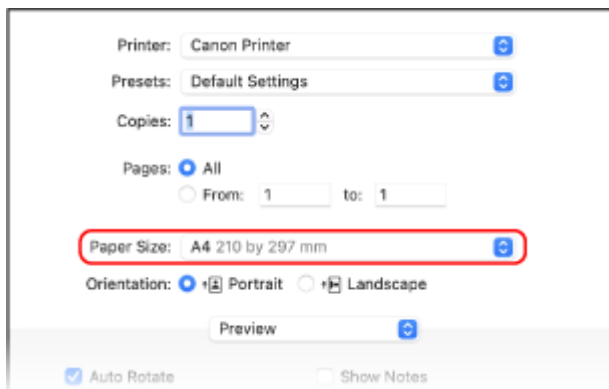 Printer: Canon Printer
Presets: Default Settings
Copies: 1
Pages: All
From: 1 to: 1
Paper Size: A4 210 by 297 mm
Orientation: Portrait Landscape
Preview
Auto Rotate Show Notes